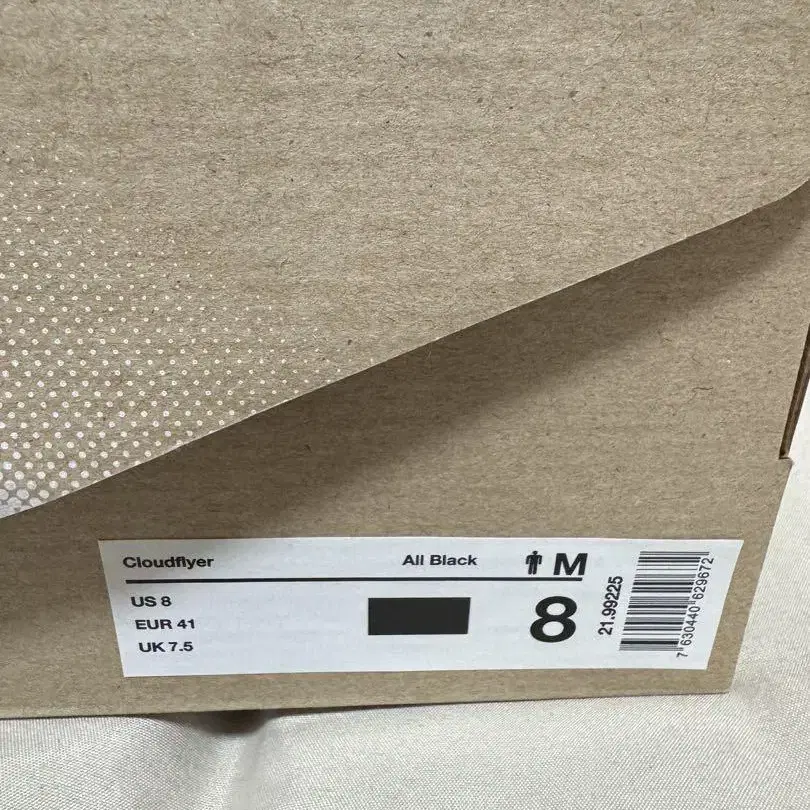 Cloudflyer All Black M
US 8
EUR 41
UK 7.5
8
21.99225
7 630440 629672